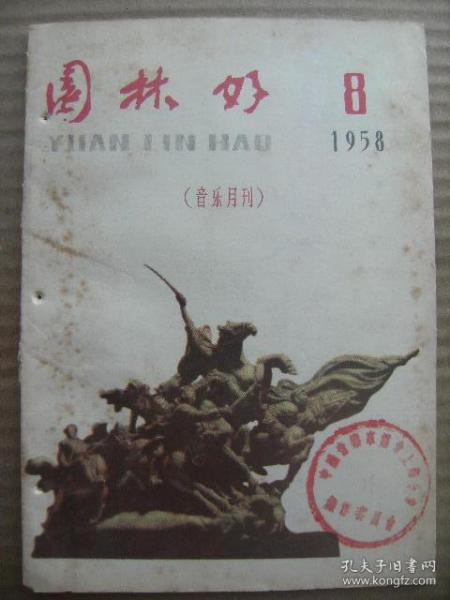 園林好 8
YUAN LIN HAO 1958
(音乐月刊)
孔夫子旧书网
www.kongfz.com